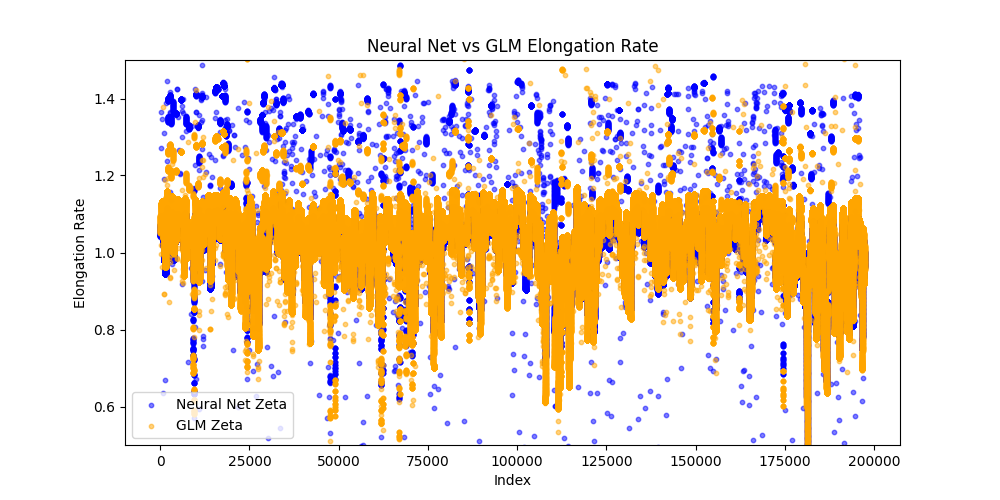 Neural Net vs GLM Elongation Rate
Elongation Rate
1.4
1.2
1.0
0.8
0.6
Neural Net Zeta
GLM Zeta
0 25000 50000 75000 100000 125000 150000 175000 200000
Index